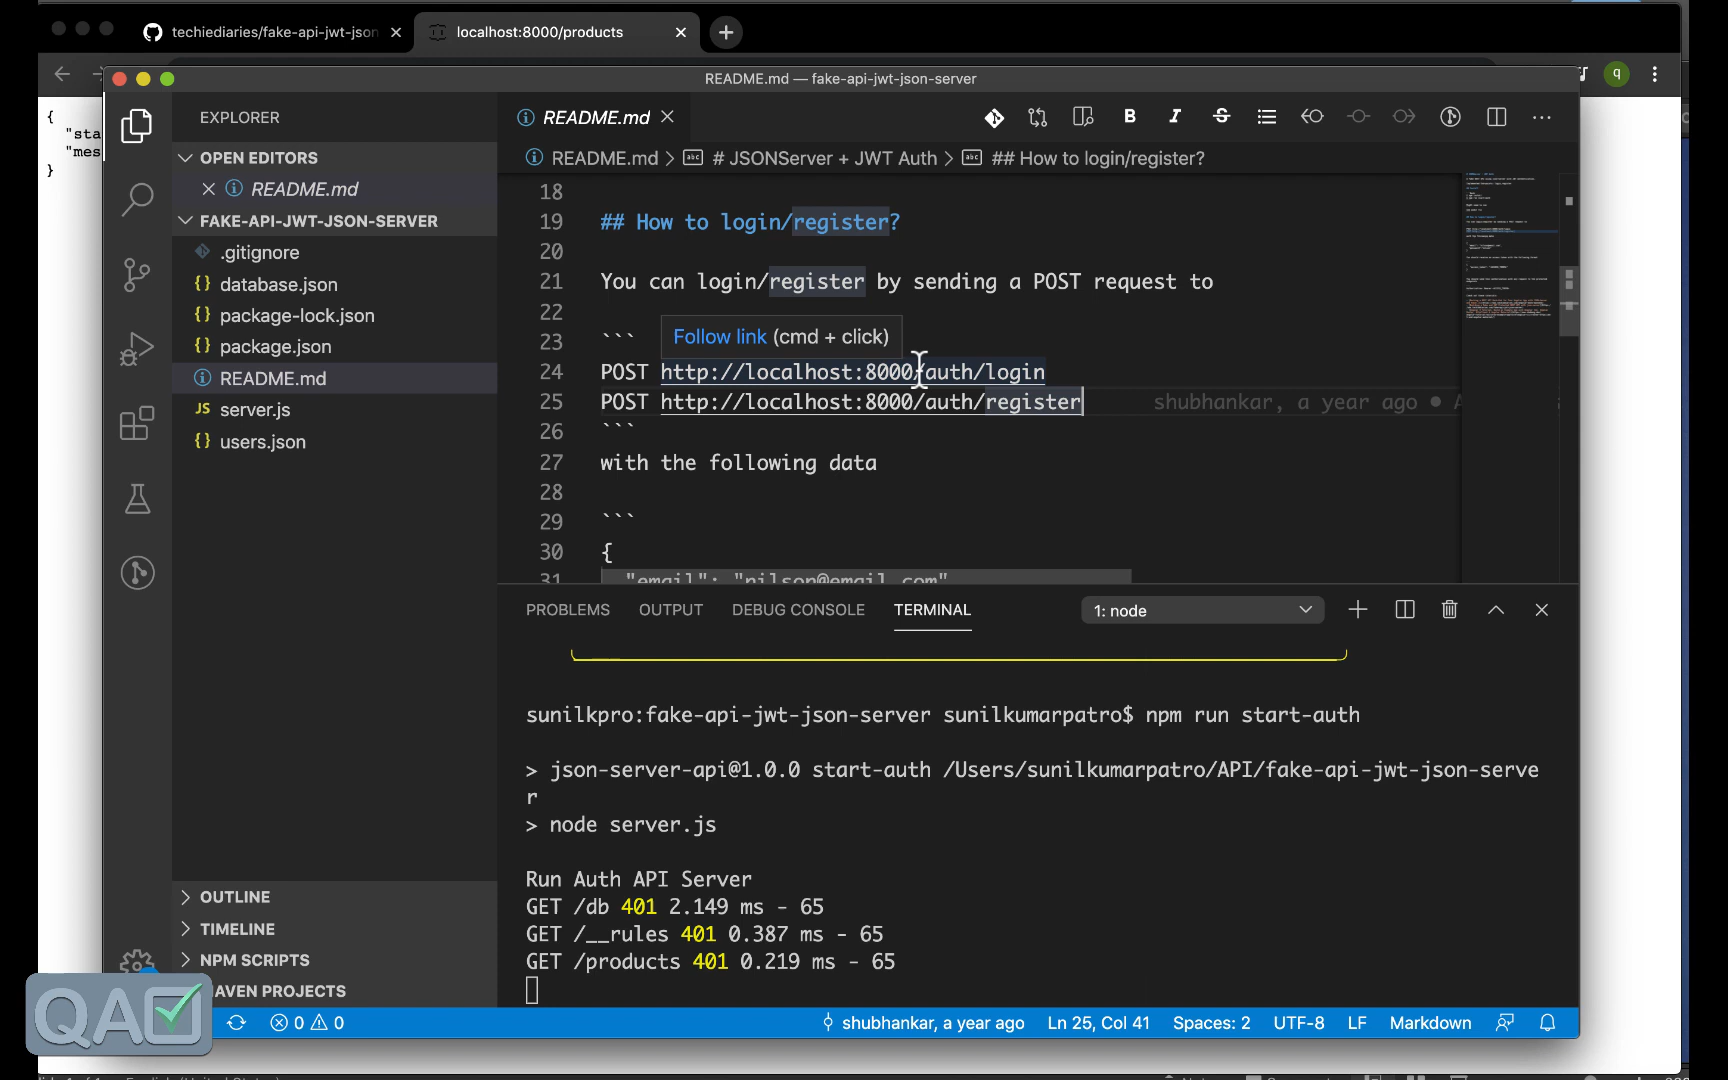 techiediaries/fake-api-jwt-json
localhost:8000/products
README.md — fake-api-jwt-json-server
q
{
"sta
"mes
}
EXPLORER
OPEN EDITORS
README.md
FAKE-API-JWT-JSON-SERVER
.gitignore
database.json
package-lock.json
package.json
README.md
server.js
users.json
OUTLINE
TIMELINE
NPM SCRIPTS
AVEN PROJECTS
README.md
README.md > # JSONServer + JWT Auth > ## How to login/register?
18
19 ## How to login/register?
20
21 You can login/register by sending a POST request to
22
23 ```
Follow link (cmd + click)
24 POST http://localhost:8000/auth/login
25 POST http://localhost:8000/auth/register shubhankar, a year ago •
26 ```
27 with the following data
28
29 ```
30 {
31 "email": "nilson@email.com"
PROBLEMS OUTPUT DEBUG CONSOLE TERMINAL 1: node
sunilkpro:fake-api-jwt-json-server sunilkumarpatro$ npm run start-auth
> json-server-api@1.0.0 start-auth /Users/sunilkumarpatro/API/fake-api-jwt-json-serve
r
> node server.js
Run Auth API Server
GET /db 401 2.149 ms - 65
GET /__rules 401 0.387 ms - 65
GET /products 401 0.219 ms - 65
QA
0 0
shubhankar, a year ago Ln 25, Col 41 Spaces: 2 UTF-8 LF Markdown